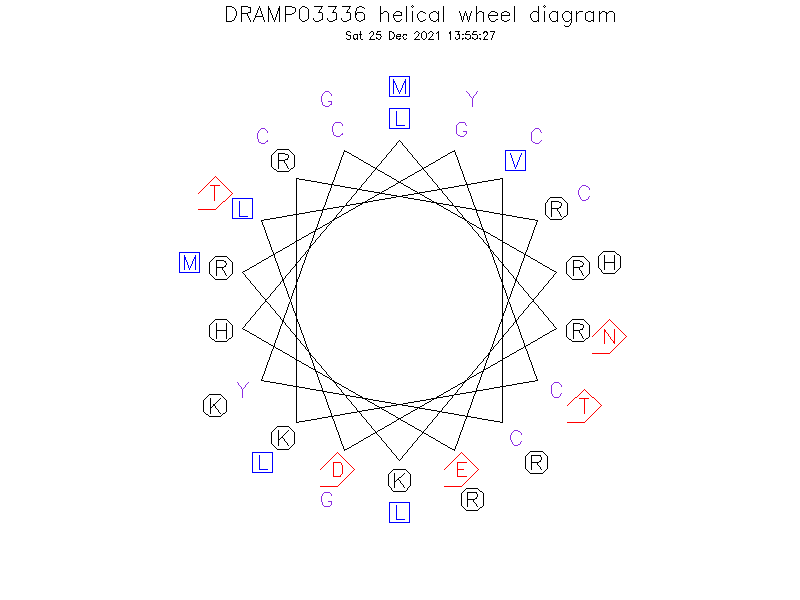 DRAMP03336 helical wheel diagram
Sat 25 Dec 2021 13:55:27
M
G Y
L
C G
C C
R V
T C
L R
M R R H
H R N
K Y C T
K C
L R
D K E
G R
L